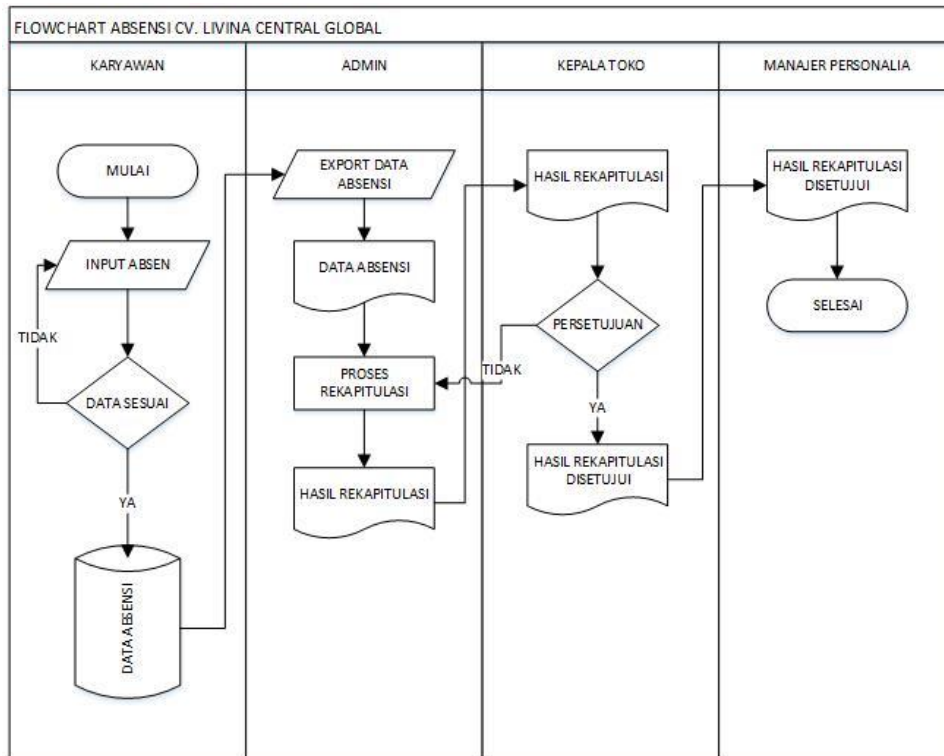 FLOWCHART ABSENSI CV. LIVINA CENTRAL GLOBAL
KARYAWAN
ADMIN
KEPALA TOKO
MANAJER PERSONALIA
MULAI
INPUT ABSEN
TIDAK
DATA SESUAI
YA
DATA ABSENSI
EXPORT DATA
ABSENSI
DATA ABSENSI
PROSES
REKAPITULASI
HASIL REKAPITULASI
HASIL REKAPITULASI
PERSETUJUAN
TIDAK
YA
HASIL REKAPITULASI
DISETUJUI
HASIL REKAPITULASI
DISETUJUI
SELESAI